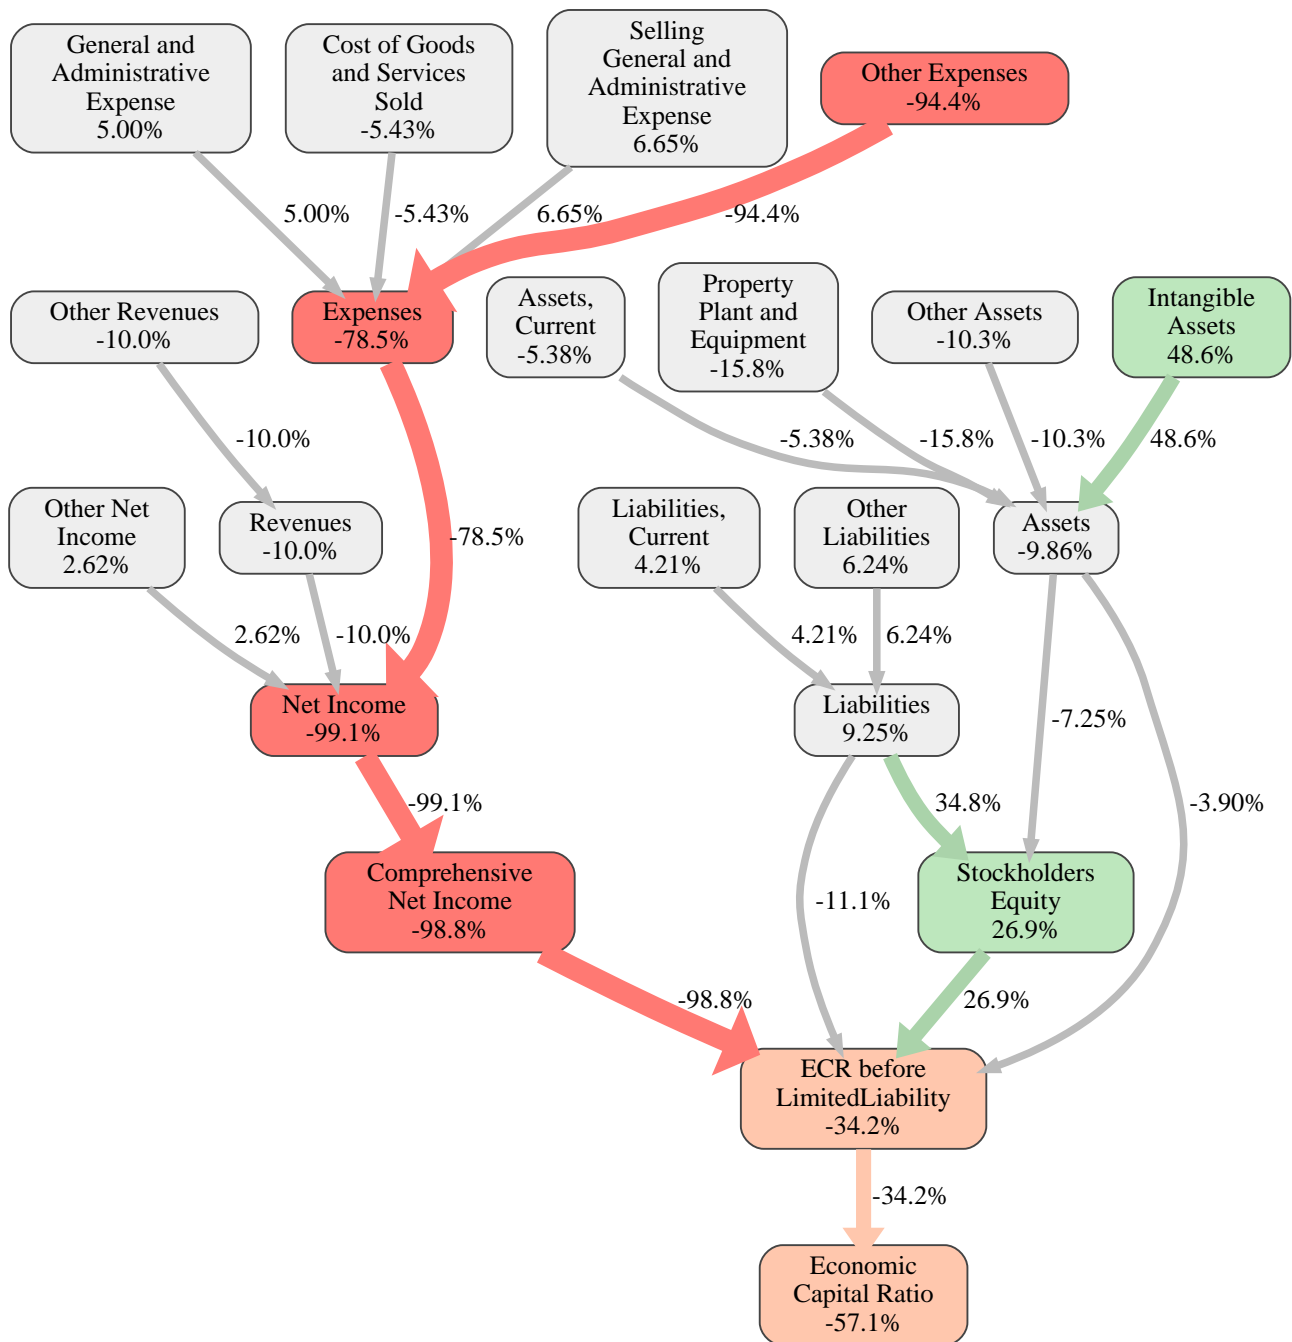 General and
Administrative
Expense
5.00%
Cost of Goods
and Services
Sold
-5.43%
Selling
General and
Administrative
Expense
6.65%
Other Expenses
-94.4%
5.00%
-5.43%
6.65%
-94.4%
Other Revenues
-10.0%
Expenses
-78.5%
Assets,
Current
-5.38%
Property
Plant and
Equipment
-15.8%
Other Assets
-10.3%
Intangible
Assets
48.6%
-10.0%
-5.38%
-15.8%
-10.3%
48.6%
Other Net
Income
2.62%
Revenues
-10.0%
-78.5%
Liabilities,
Current
4.21%
Other
Liabilities
6.24%
Assets
-9.86%
2.62%
-10.0%
4.21%
6.24%
Net Income
-99.1%
Liabilities
9.25%
-7.25%
-99.1%
34.8%
-3.90%
Comprehensive
Net Income
-98.8%
-11.1%
Stockholders
Equity
26.9%
-98.8%
26.9%
ECR before
LimitedLiability
-34.2%
-34.2%
Economic
Capital Ratio
-57.1%